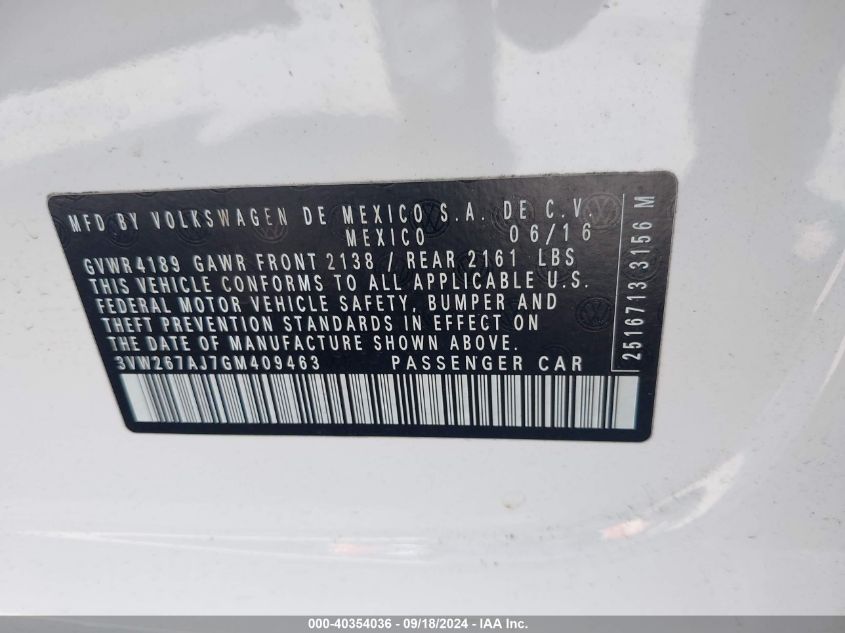 MFD BY VOLKSWAGEN DE MEXICO S.A. DE C.V.
MEXICO 06/16
GVWR 4189 GAWR FRONT 2138 / REAR 2161 LBS
THIS VEHICLE CONFORMS TO ALL APPLICABLE U.S.
FEDERAL MOTOR VEHICLE SAFETY, BUMPER AND
THEFT PREVENTION STANDARDS IN EFFECT ON
THE DATE OF MANUFACTURE SHOWN ABOVE.
3VW267AJ7GM409463 PASSENGER CAR
2516713 3156 M
000-40354036 - 09/18/2024 - IAA Inc.